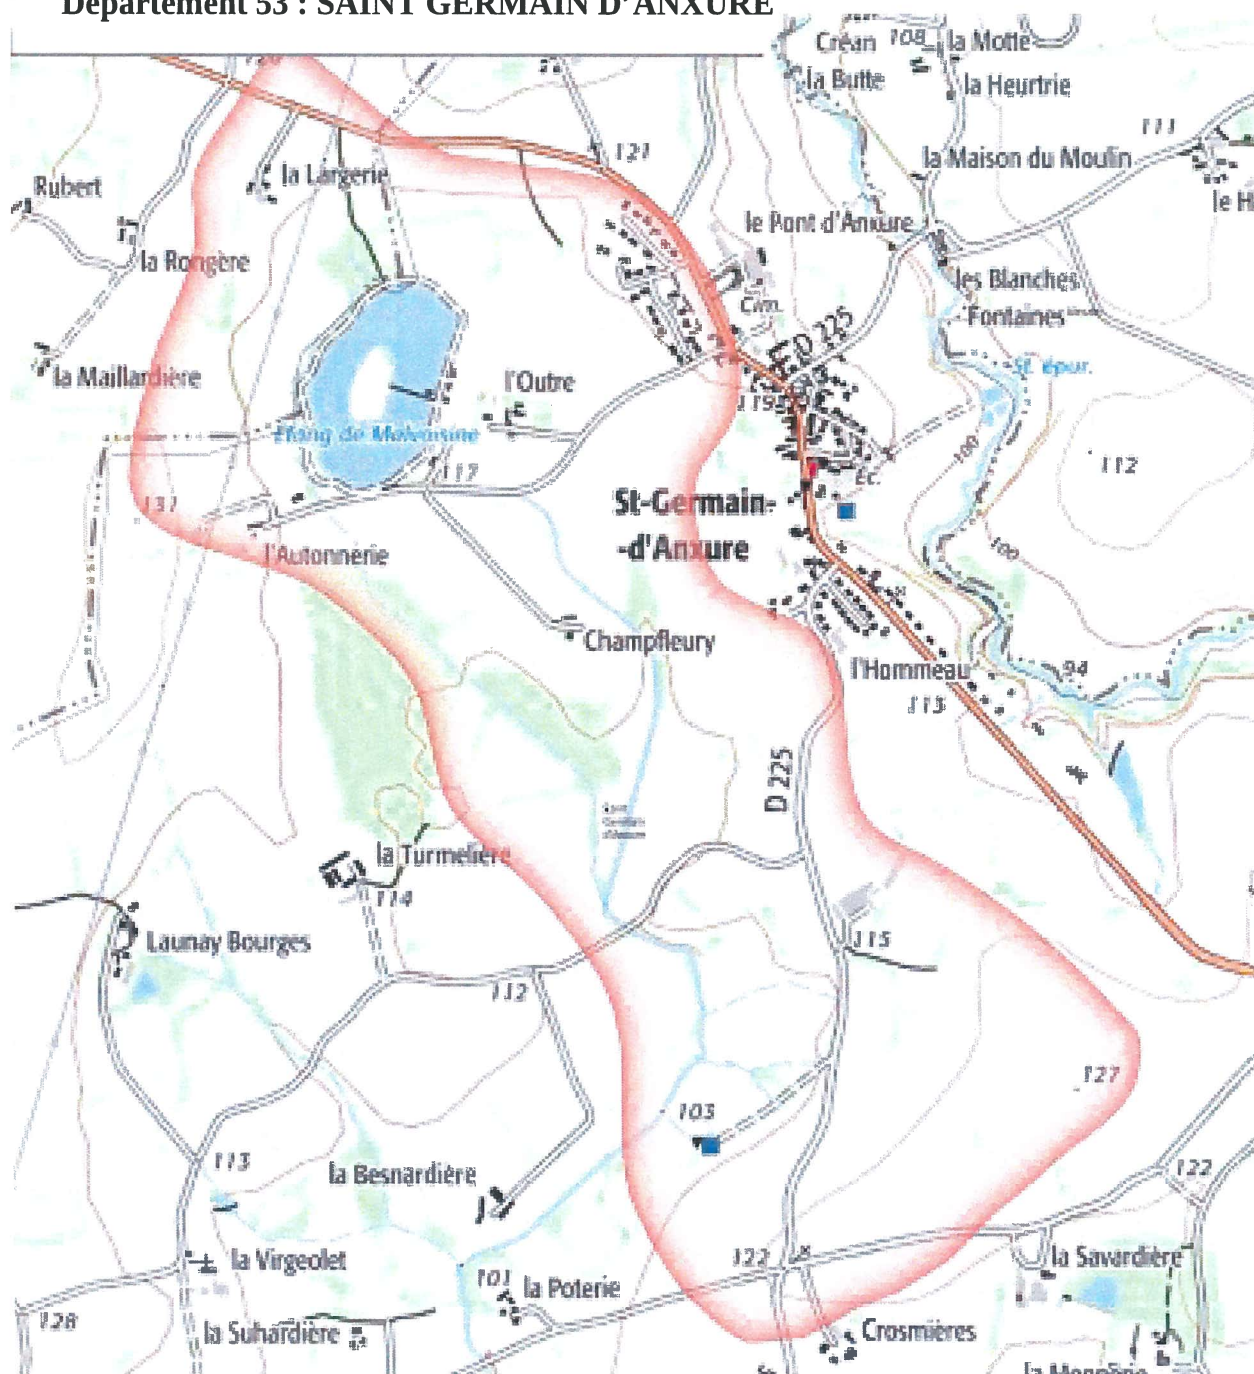 Département 53 : SAINT GERMAIN D'ANXURE
Créan 108 la Motte
la Butte la Heurtrie
111
121 la Maison du Moulin
la Largerie
Rubert le H
le Pont d'Anxure
la Rongère
les Blanches
Cim. Fontaines
D 225
St. épur.
la Maillardière l'Outre
Etang de Malvoisine 100
117 112
Ec.
131 St-Germain-
-d'Anxure 100
l'Autonnerie
Champfleury
l'Hommeau 94
113
D 225
la Turmelière
114
Launay Bourges 115
112
127
103
113 122
la Besnardière
122 la Savardière
la Virgeolet
101 la Poterie
128 la Suhardière Crosmières